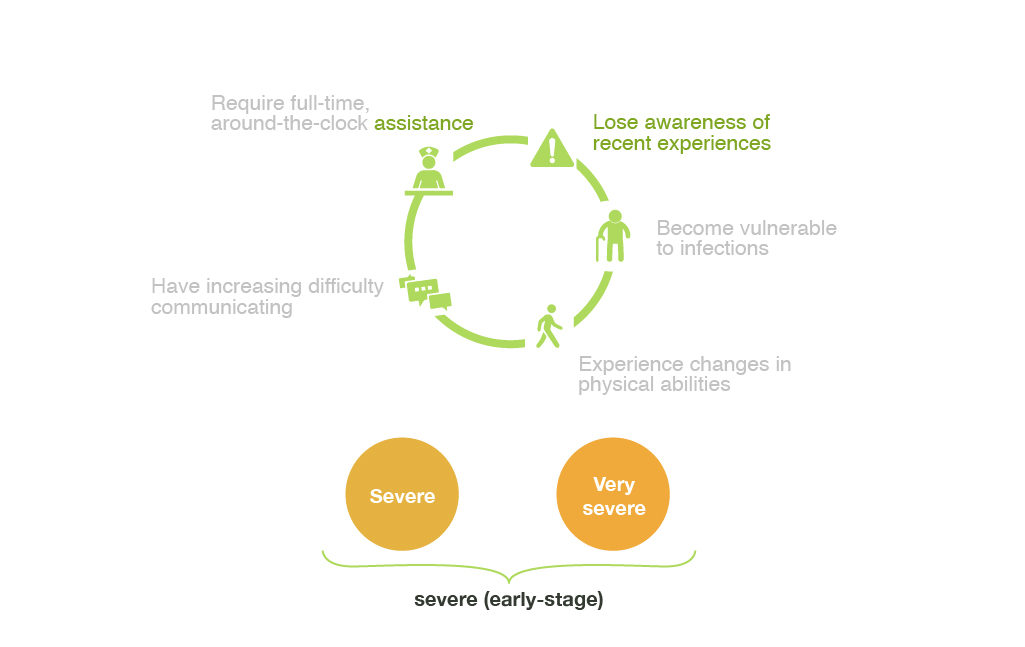 Require full-time,
around-the-clock assistance
Lose awareness of
recent experiences
Become vulnerable
to infections
Have increasing difficulty
communicating
Experience changes in
physical abilities
Severe
Very
severe
severe (early-stage)